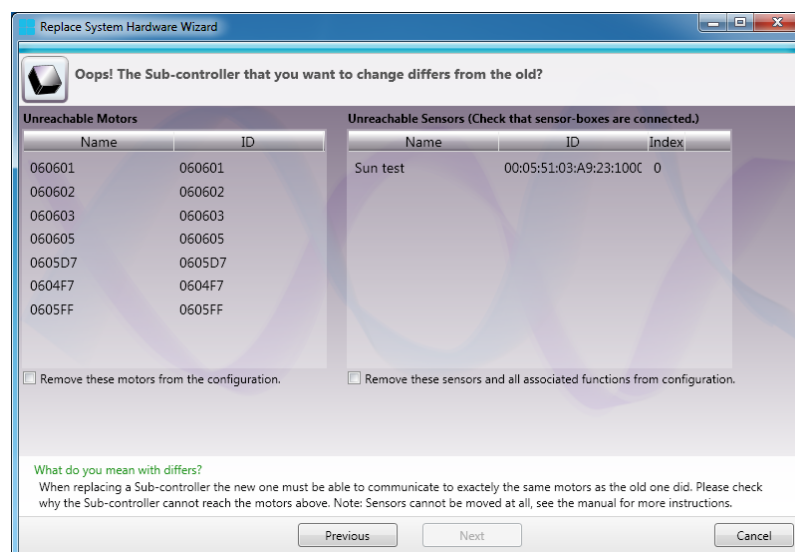 Replace System Hardware Wizard
Oops! The Sub-controller that you want to change differs from the old?
Unreachable Motors
Name ID
060601 060601
060602 060602
060603 060603
060605 060605
0605D7 0605D7
0604F7 0604F7
0605FF 0605FF
Remove these motors from the configuration.
Unreachable Sensors (Check that sensor-boxes are connected.)
Name ID Index
Sun test 00:05:51:03:A9:23:1000 0
Remove these sensors and all associated functions from configuration.
What do you mean with differs?
When replacing a Sub-controller the new one must be able to communicate to exactely the same motors as the old one did. Please check
why the Sub-controller cannot reach the motors above. Note: Sensors cannot be moved at all, see the manual for more instructions.
Previous Next Cancel